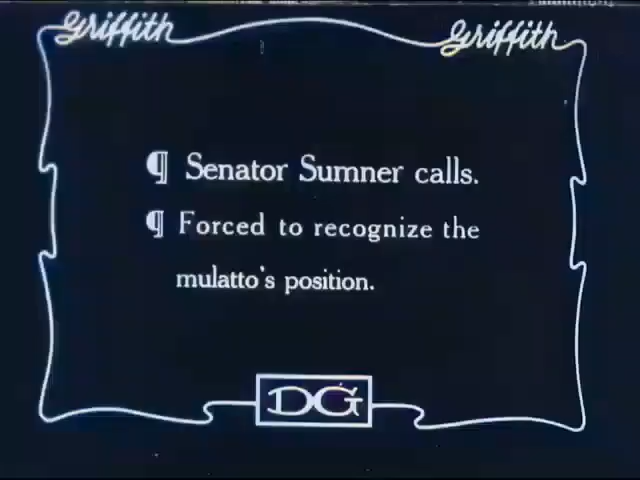 Griffith Griffith
¶ Senator Sumner calls.
¶ Forced to recognize the
mulatto's position.
DG